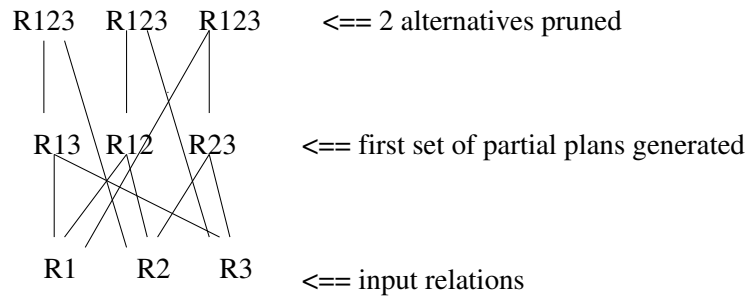 R123 R123 R123 <== 2 alternatives pruned
R13 R12 R23 <== first set of partial plans generated
R1 R2 R3 <== input relations